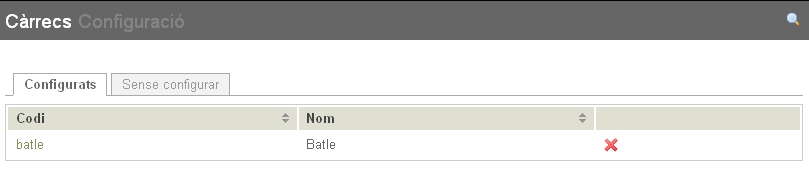 Càrrecs Configuració
Configurats Sense configurar
Codi Nom
batle Batle